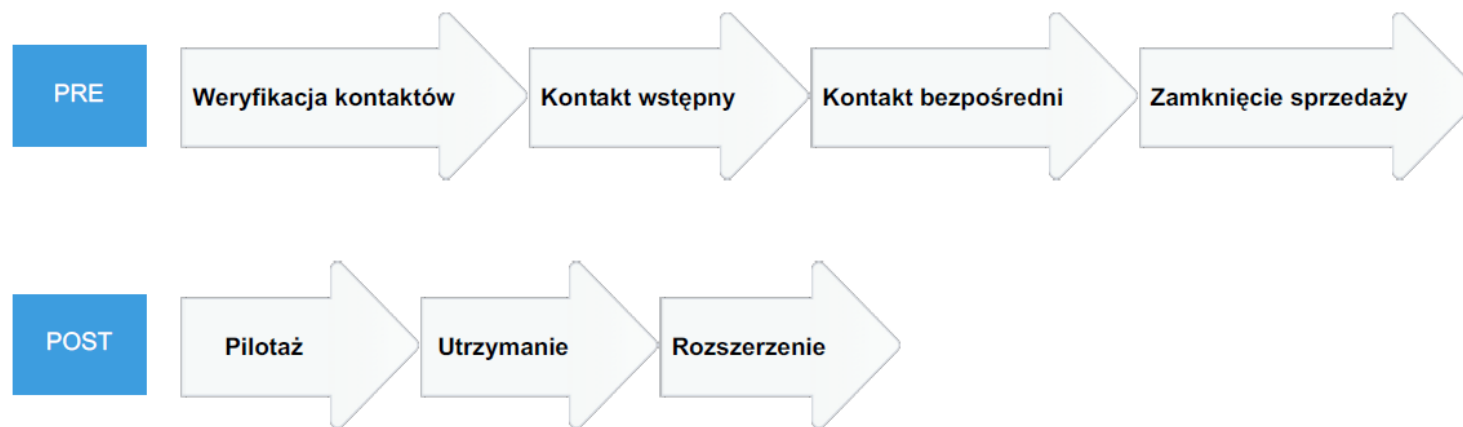 PRE
Weryfikacja kontaktów
Kontakt wstępny
Kontakt bezpośredni
Zamknięcie sprzedaży
POST
Pilotaż
Utrzymanie
Rozszerzenie